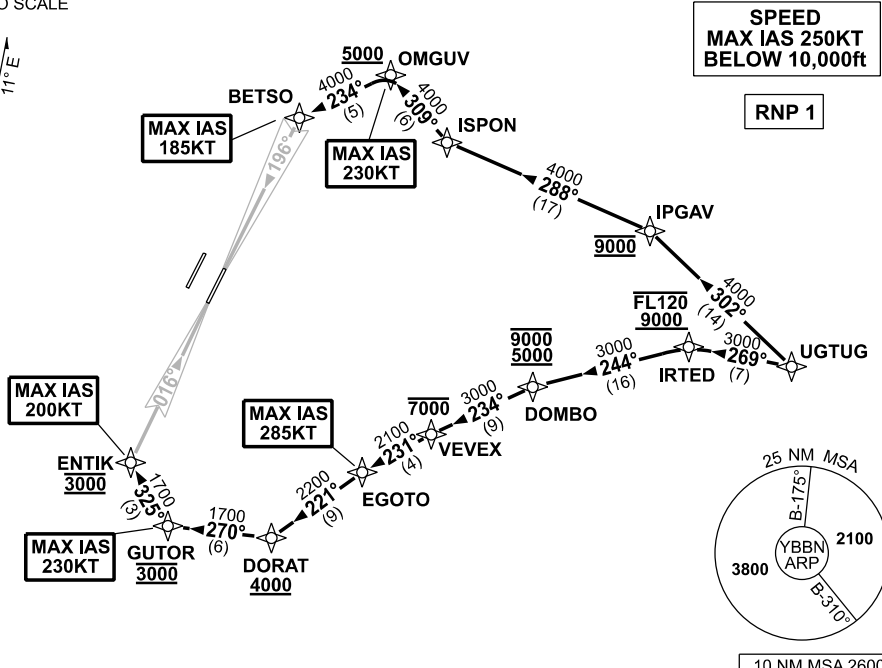 O SCALE
11° E
SPEED
MAX IAS 250KT
BELOW 10,000ft
RNP 1
5000
OMGUV
BETSO
4000
234°
(5)
4000
309°
(6)
ISPON
MAX IAS
185KT
MAX IAS
230KT
196°
4000
288°
(17)
IPGAV
9000
4000
302°
(14)
FL120
9000
UGTUG
3000
269°
(7)
IRTED
9000
5000
3000
244°
(16)
DOMBO
016°
MAX IAS
200KT
MAX IAS
285KT
7000
3000
234°
(9)
VEVEX
2100
231°
(4)
EGOTO
ENTIK
3000
1700
325°
(3)
2200
221°
(9)
1700
270°
(6)
MAX IAS
230KT
GUTOR
3000
DORAT
4000
25 NM MSA
B-175°
2100
YBBN
ARP
3800
B-310°
10 NM MSA 2600